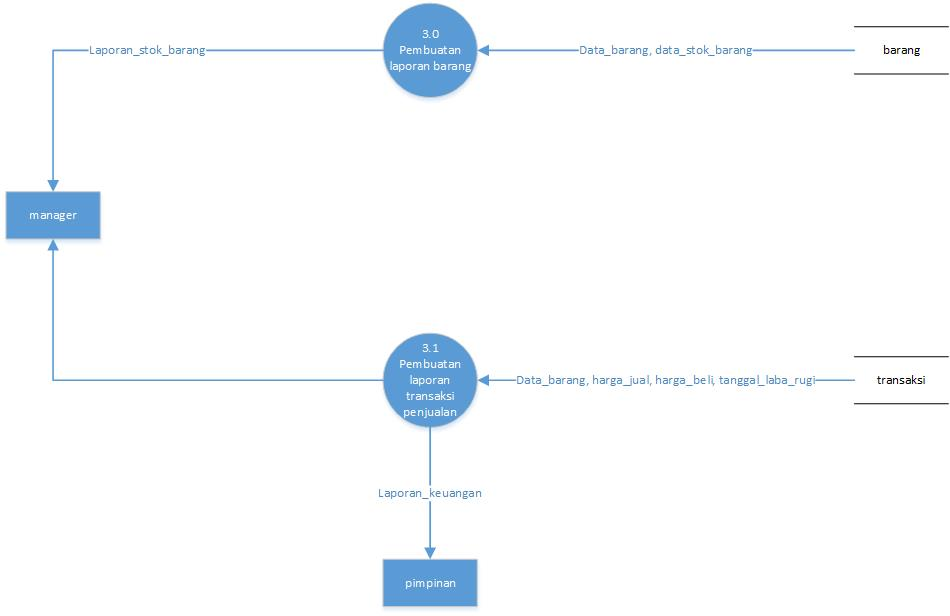 3.0
Pembuatan
laporan barang
Laporan_stok_barang
Data_barang, data_stok_barang
barang
manager
3.1
Pembuatan
laporan
transaksi
penjualan
Data_barang, harga_jual, harga_beli, tanggal_laba_rugi
transaksi
Laporan_keuangan
pimpinan